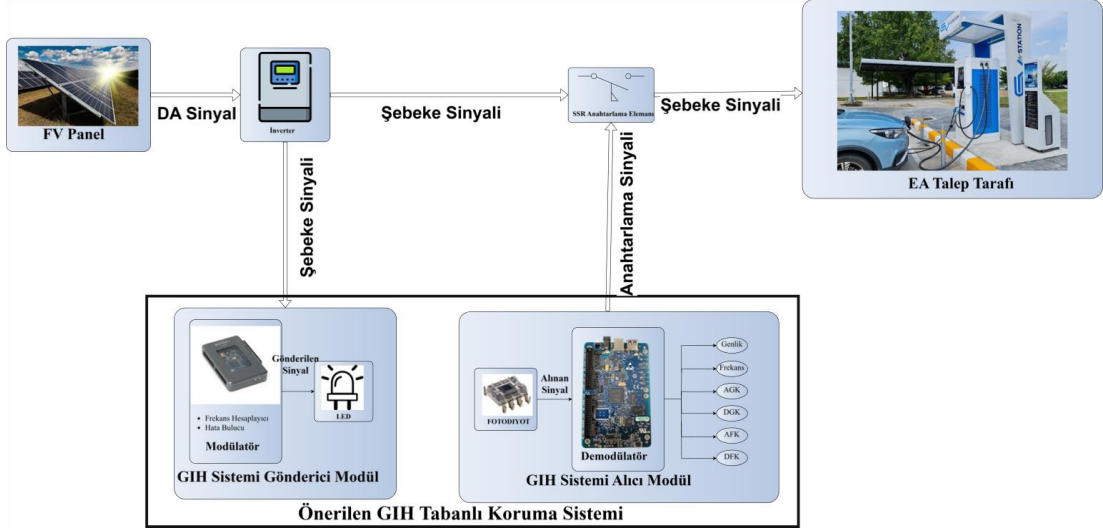 FV Panel
DA Sinyal
İnverter
Şebeke Sinyali
SSR Anahtarlama Elemanı
Şebeke Sinyali
STATION
EA Talep Tarafı
Şebeke Sinyali
Anahtarlama Sinyali
Gönderilen
Sinyal
Frekans Hesaplayıcı
Hata Bulucu
Modülatör
LED
GIH Sistemi Gönderici Modül
FOTODIYOT
Alınan
Sinyal
Demodülatör
Genlik
Frekans
AGK
DGK
AFK
DFK
GIH Sistemi Alıcı Modül
Önerilen GIH Tabanlı Koruma Sistemi